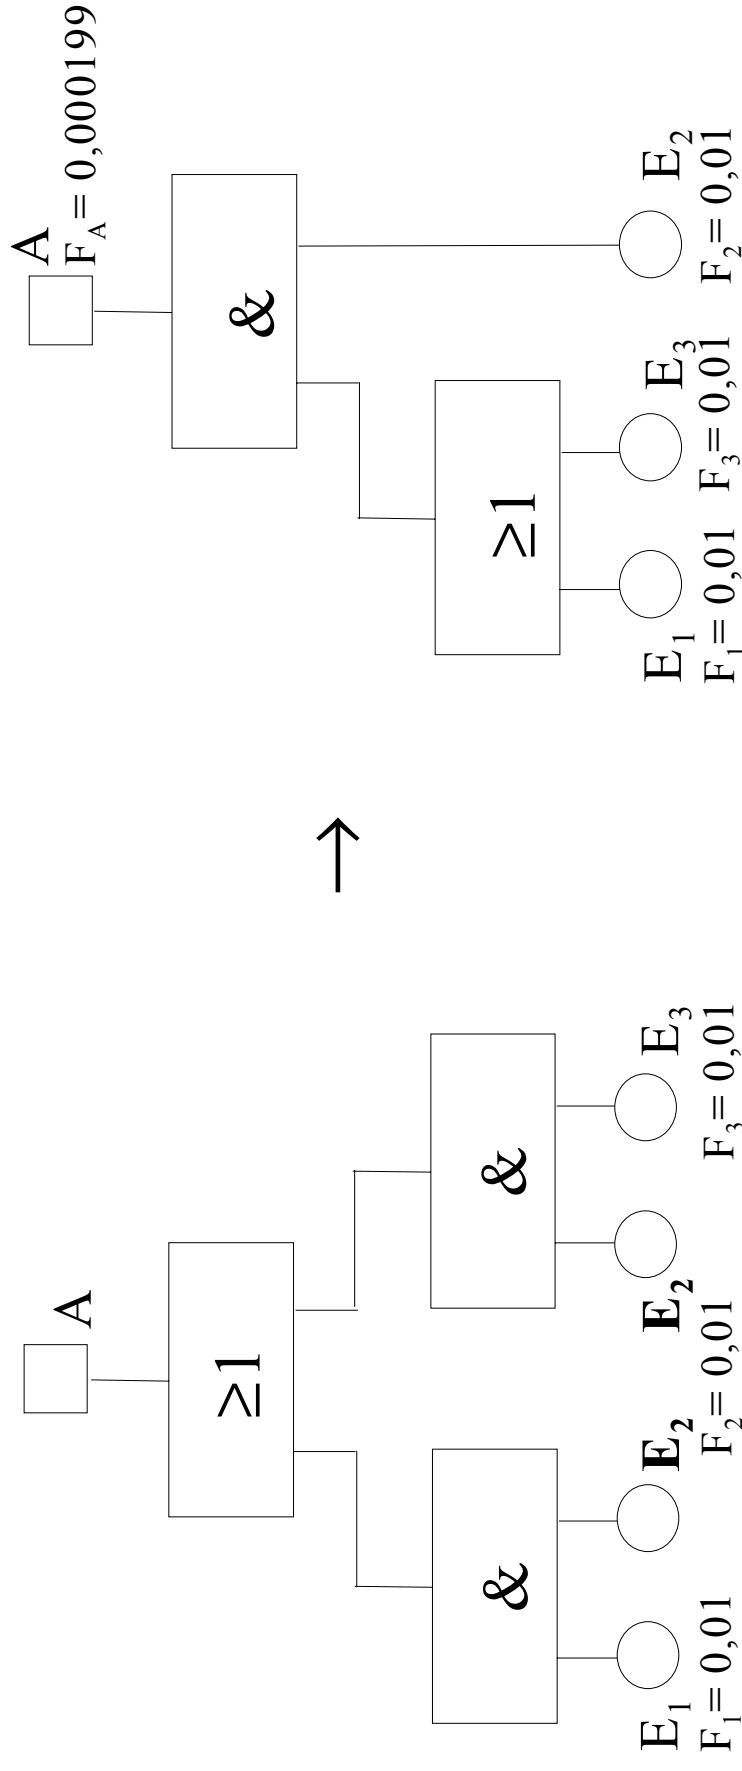 A
≥1
&
&
E1
F1= 0,01
E2
E2
F2= 0,01
E3
F3= 0,01
→
A
FA = 0,000199
&
≥1
E1
F1= 0,01
E3
F3= 0,01
E2
F2= 0,01